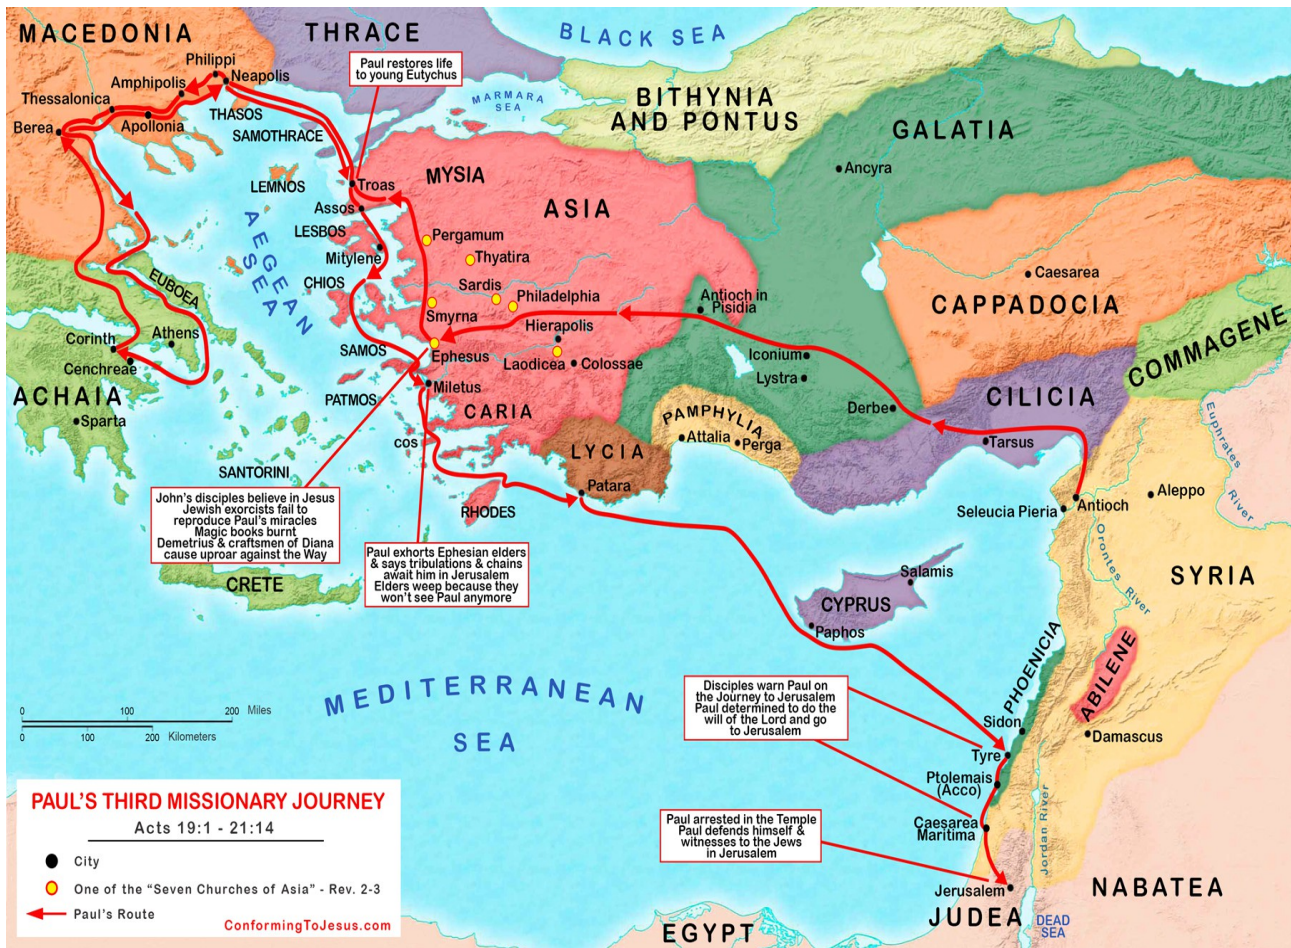 MACEDONIA
THRACE
BLACK SEA
Paul restores life
to young Eutychus
Philippi
Neapolis
Amphipolis
Thessalonica
Apollonia
Berea
THASOS
SAMOTHRACE
MARMARA
SEA
BITHYNIA
AND PONTUS
GALATIA
Ancyra
LEMNOS
Troas
MYSIA
Assos
ASIA
LESBOS
Mitylene
AEGEAN
SEA
Pergamum
Thyatira
CHIOS
Sardis
Philadelphia
Smyrna
EUBOEA
Antioch in
Pisidia
Caesarea
CAPPADOCIA
COMMAGENE
Hierapolis
Corinth
Athens
SAMOS
Ephesus
Laodicea
Colossae
Iconium
Lystra
Cenchreae
Miletus
ACHAIA
PATMOS
CARIA
Derbe
CILICIA
Sparta
PAMPHYLIA
Attalia
Perga
Tarsus
Euphrates
River
COS
LYCIA
SANTORINI
Patara
RHODES
Seleucia Pieria
Antioch
Aleppo
John's disciples believe in Jesus
Jewish exorcists fail to
reproduce Paul's miracles
Magic books burnt
Demetrius & craftsmen of Diana
cause uproar against the Way
Paul exhorts Ephesian elders
& says tribulations & chains
await him in Jerusalem
Elders weep because they
won't see Paul anymore
CRETE
Salamis
CYPRUS
Paphos
Orontes River
SYRIA
PHOENICIA
ABILENE
MEDITERRANEAN
SEA
Disciples warn Paul on
the Journey to Jerusalem
Paul determined to do the
will of the Lord and go
to Jerusalem
Sidon
Damascus
Tyre
Ptolemais
(Acco)
0 100 200 Miles
0 100 200 Kilometers
Caesarea
Maritima
Jordan River
Paul arrested in the Temple
Paul defends himself &
witnesses to the Jews
in Jerusalem
Jerusalem
JUDEA
DEAD
SEA
NABATEA
EGYPT
PAUL'S THIRD MISSIONARY JOURNEY
Acts 19:1 - 21:14
City
One of the "Seven Churches of Asia" - Rev. 2-3
Paul's Route
ConformingToJesus.com